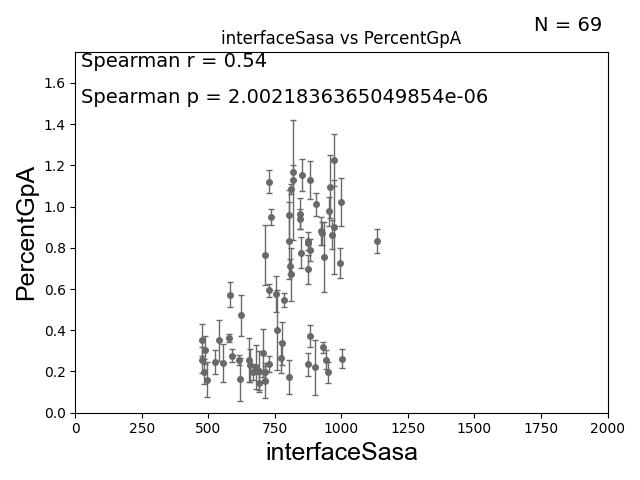 N = 69
interfaceSasa vs PercentGpA
Spearman r = 0.54
Spearman p = 2.0021836365049854e-06
1.6
1.4
1.2
1.0
0.8
0.6
0.4
0.2
0.0
PercentGpA
0 250 500 750 1000 1250 1500 1750 2000
interfaceSasa